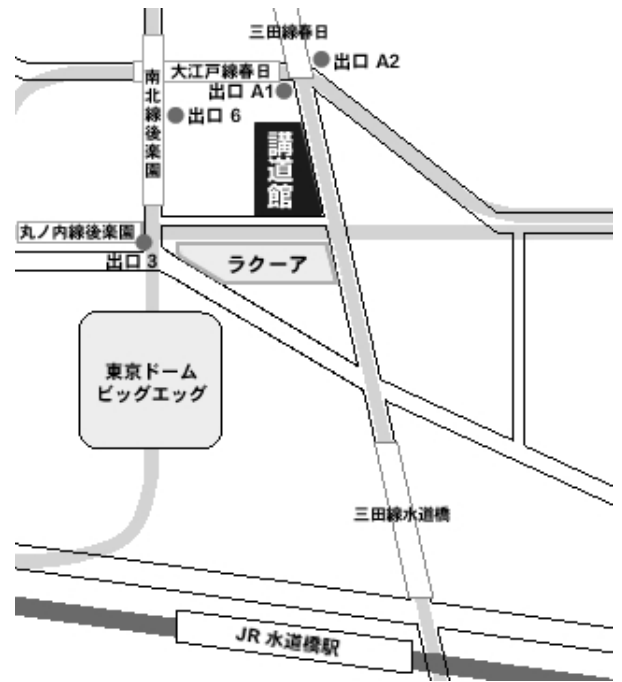 三田線春日
出口 A2
大江戸線春日
出口 A1
南北線後楽園
出口 6
講道館
丸ノ内線後楽園
出口 3
ラクーア
東京ドーム
ビッグエッグ
三田線水道橋
JR 水道橋駅